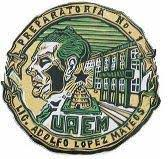 PREPARATORIA No. 1
LIC. ADOLFO LOPEZ MATEOS
UAEM